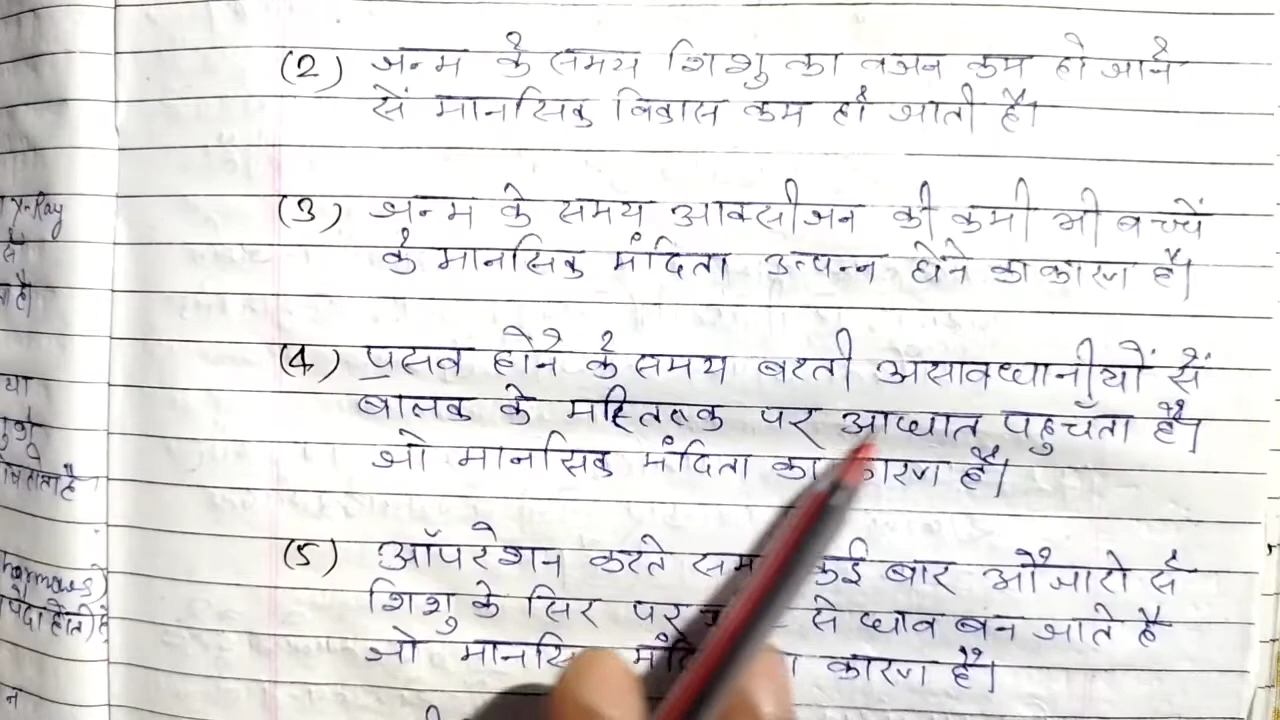 (2) जन्म के समय शिशु का वजन कम हो जाने
सें मानसिक विकास कम हो जाती है।
(3) जन्म के समय आक्सीजन की कमी भी बच्चें
के मानसिक मंदिता उत्पन्न होने का कारण है।
(4) प्रसव होने के समय बरती असावधानीयों सें
बालक के मस्तिष्क पर आघात पहुचँता है।
जो मानसिक मंदिता का कारण है।
(5) ऑपरेशन करते समय कई बार औजारो से
शिशु के सिर पर से घाव बन जाते है
जो मानसिक कारण है।
X-Ray
से
है।
या